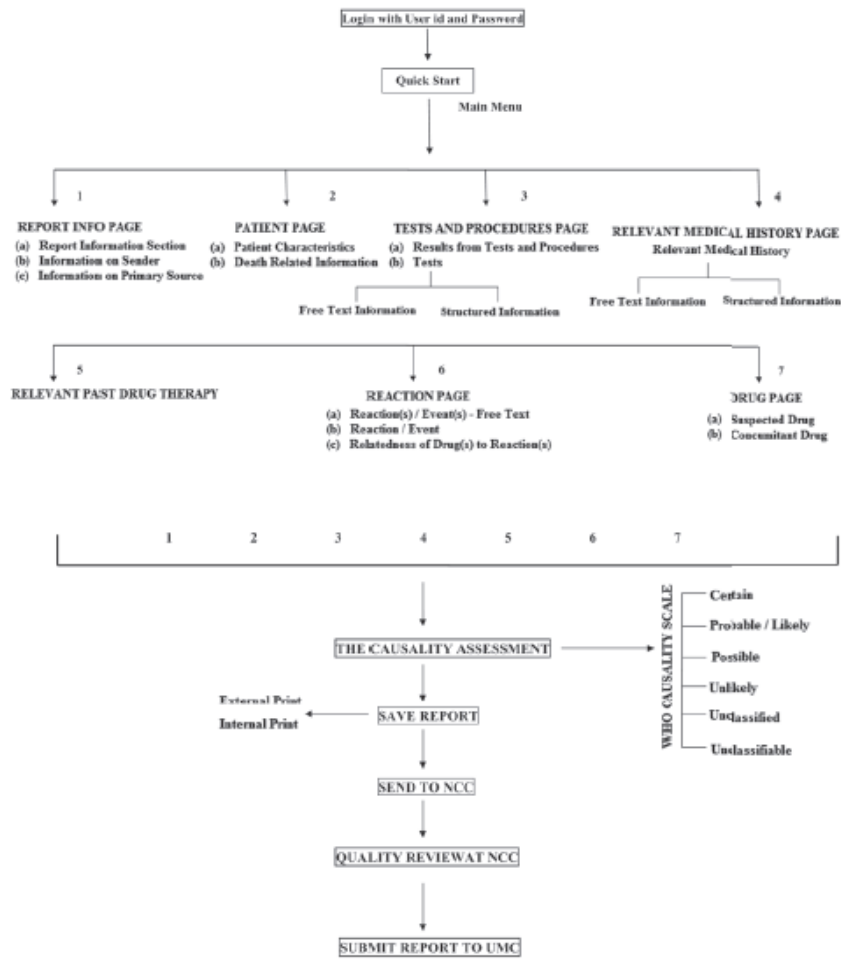 Login with User id and Password
Quick Start
Main Menu
1 2 3 4
REPORT INFO PAGE
(a) Report Information Section
(b) Information on Sender
(c) Information on Primary Source
PATIENT PAGE
(a) Patient Characteristics
(b) Death Related Information
TESTS AND PROCEDURES PAGE
(a) Results from Tests and Procedures
(b) Tests
Free Text Information Structured Information
RELEVANT MEDICAL HISTORY PAGE
Relevant Medical History
Free Text Information Structured Information
5 6 7
RELEVANT PAST DRUG THERAPY
REACTION PAGE
(a) Reaction(s) / Event(s) - Free Text
(b) Reaction / Event
(c) Relatedness of Drug(s) to Reaction(s)
DRUG PAGE
(a) Suspected Drug
(b) Concumitant Drug
1 2 3 4 5 6 7
THE CAUSALITY ASSESSMENT
WHO CAUSALITY SCALE
Certain
Probable / Likely
Possible
Unlikely
Unclassified
Unclassifiable
External Print
Internal Print
SAVE REPORT
SEND TO NCC
QUALITY REVIEWAT NCC
SUBMIT REPORT TO UMC